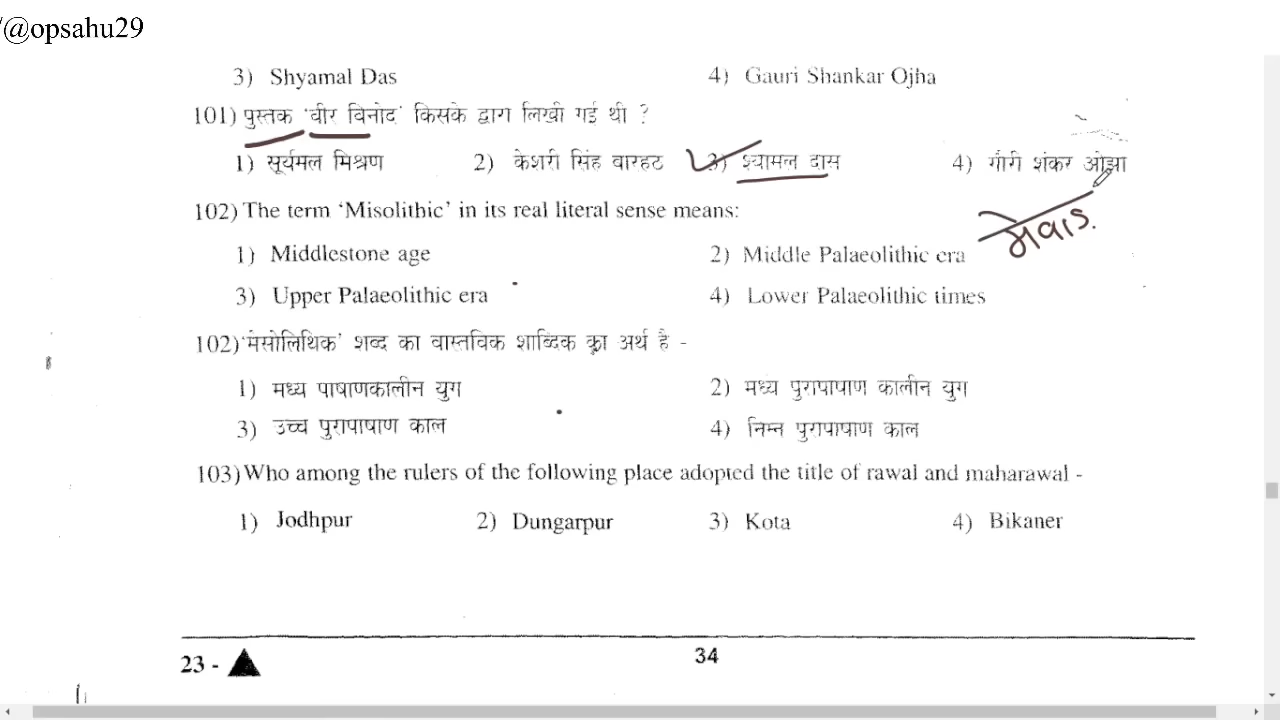 /@opsahu29
3) Shyamal Das 4) Gauri Shankar Ojha
101) पुस्तक 'वीर विनोद' किसके द्वारा लिखी गई थी ?
1) सूर्यमल मिश्रण 2) केशरी सिंह बारहट 3) श्यामल दास 4) गौरी शंकर ओझा
102) The term 'Misolithic' in its real literal sense means:
मेवाड.
1) Middlestone age 2) Middle Palaeolithic era
3) Upper Palaeolithic era 4) Lower Palaeolithic times
102) 'मेसोलिथिक' शब्द का वास्तविक शाब्दिक का अर्थ है -
1) मध्य पाषाणकालीन युग 2) मध्य पुरापाषाण कालीन युग
3) उच्च पुरापाषाण काल 4) निम्न पुरापाषाण काल
103) Who among the rulers of the following place adopted the title of rawal and maharawal -
1) Jodhpur 2) Dungarpur 3) Kota 4) Bikaner
23 - 34